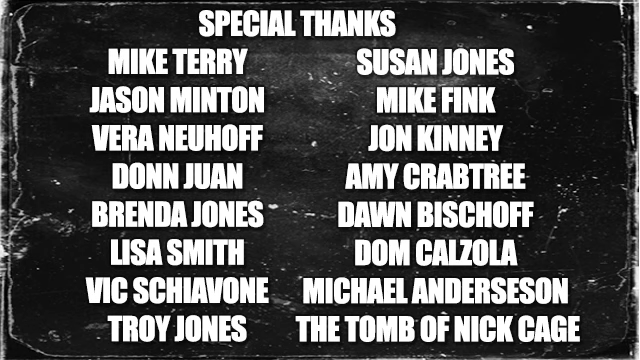 SPECIAL THANKS
MIKE TERRY
JASON MINTON
VERA NEUHOFF
DONN JUAN
BRENDA JONES
LISA SMITH
VIC SCHIAVONE
TROY JONES
SUSAN JONES
MIKE FINK
JON KINNEY
AMY CRABTREE
DAWN BISCHOFF
DOM CALZOLA
MICHAEL ANDERSESON
THE TOMB OF NICK CAGE